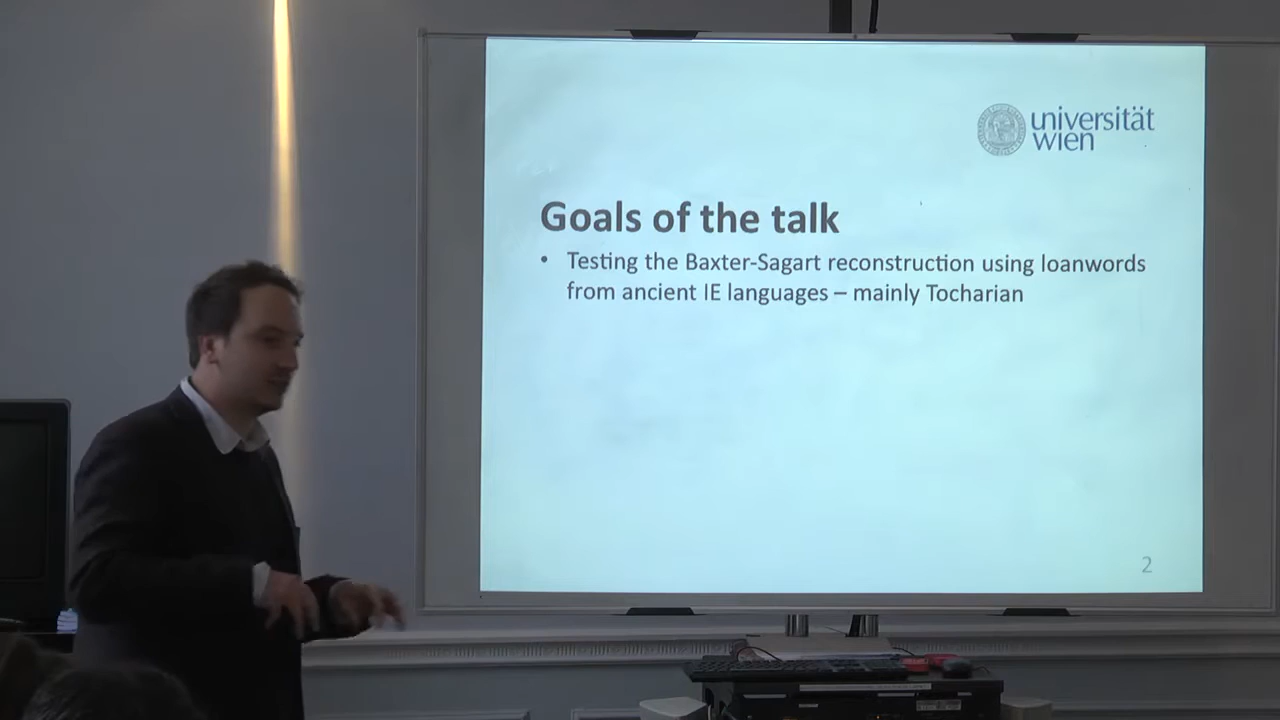 universität
wien
Goals of the talk
• Testing the Baxter-Sagart reconstruction using loanwords
from ancient IE languages – mainly Tocharian
2